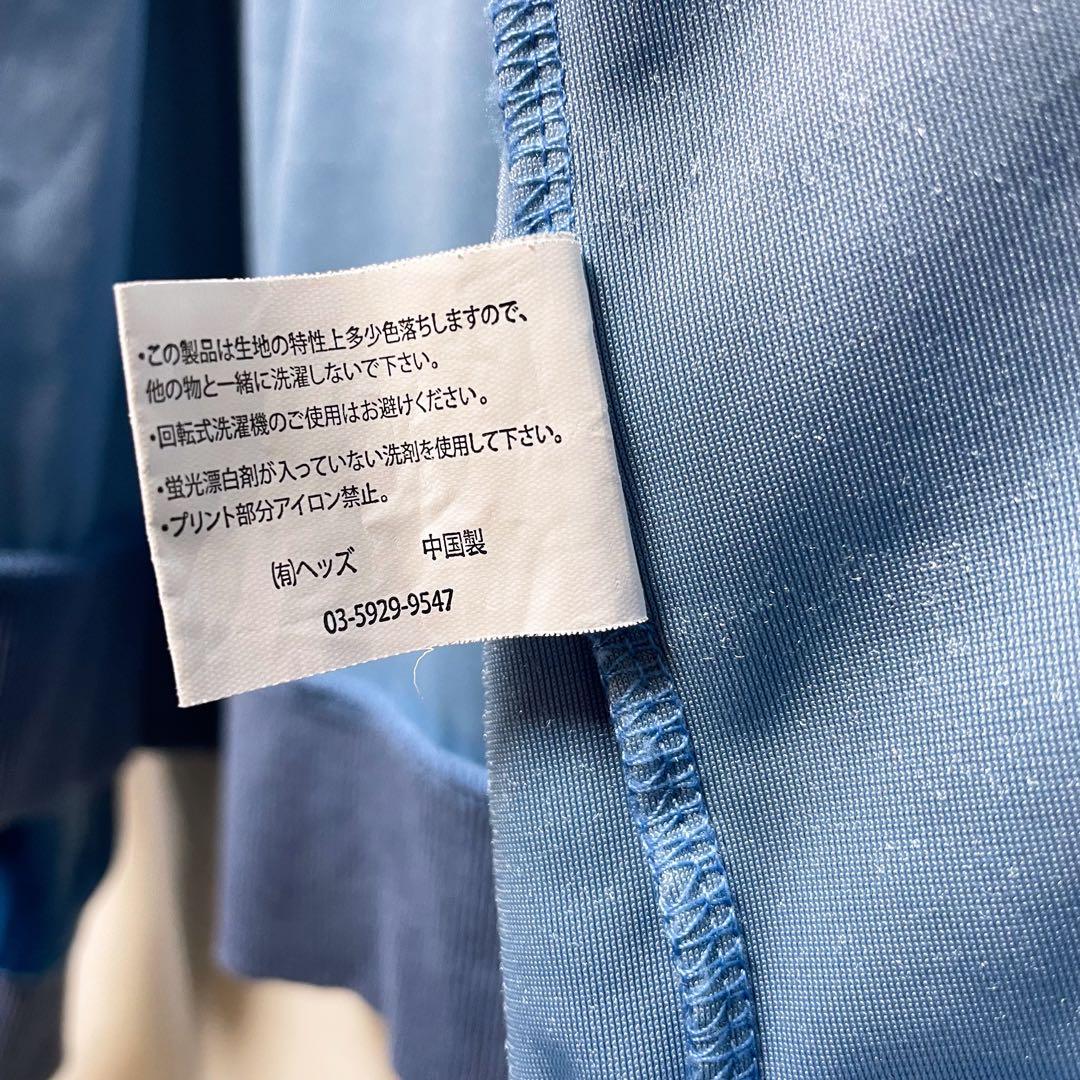 ・この製品は生地の特性上多少色落ちしますので、
他の物と一緒に洗濯しないで下さい。
・回転式洗濯機のご使用はお避けください。
・蛍光漂白剤が入っていない洗剤を使用して下さい。
・プリント部分アイロン禁止。
㈲ヘッズ 中国製
03-5929-9547